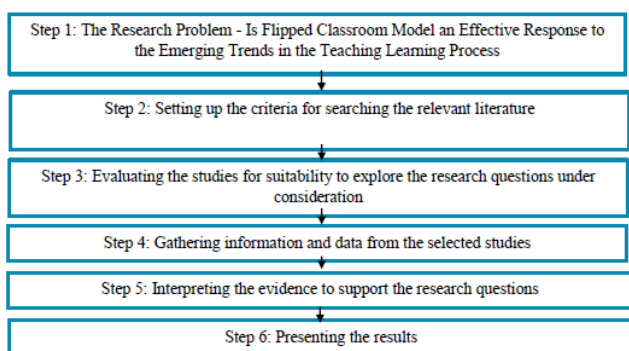 Step 1: The Research Problem - Is Flipped Classroom Model an Effective Response to
the Emerging Trends in the Teaching Learning Process
Step 2: Setting up the criteria for searching the relevant literature
Step 3: Evaluating the studies for suitability to explore the research questions under
consideration
Step 4: Gathering information and data from the selected studies
Step 5: Interpreting the evidence to support the research questions
Step 6: Presenting the results